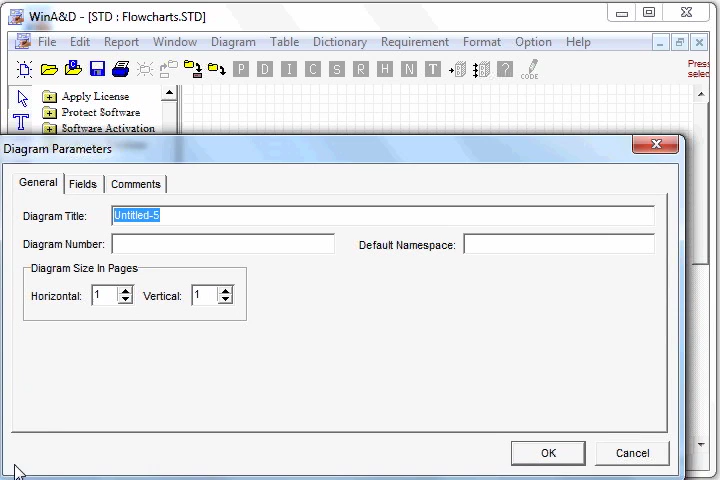 WinA&D - [STD : Flowcharts.STD]
File Edit Report Window Diagram Table Dictionary Requirement Format Option Help
P D I C S R H N T ? CODE
Press
selec
T
Apply License
Protect Software
Software Activation
Diagram Parameters
General Fields Comments
Diagram Title: Untitled-5
Diagram Number: Default Namespace:
Diagram Size In Pages
Horizontal: 1 Vertical: 1
OK Cancel